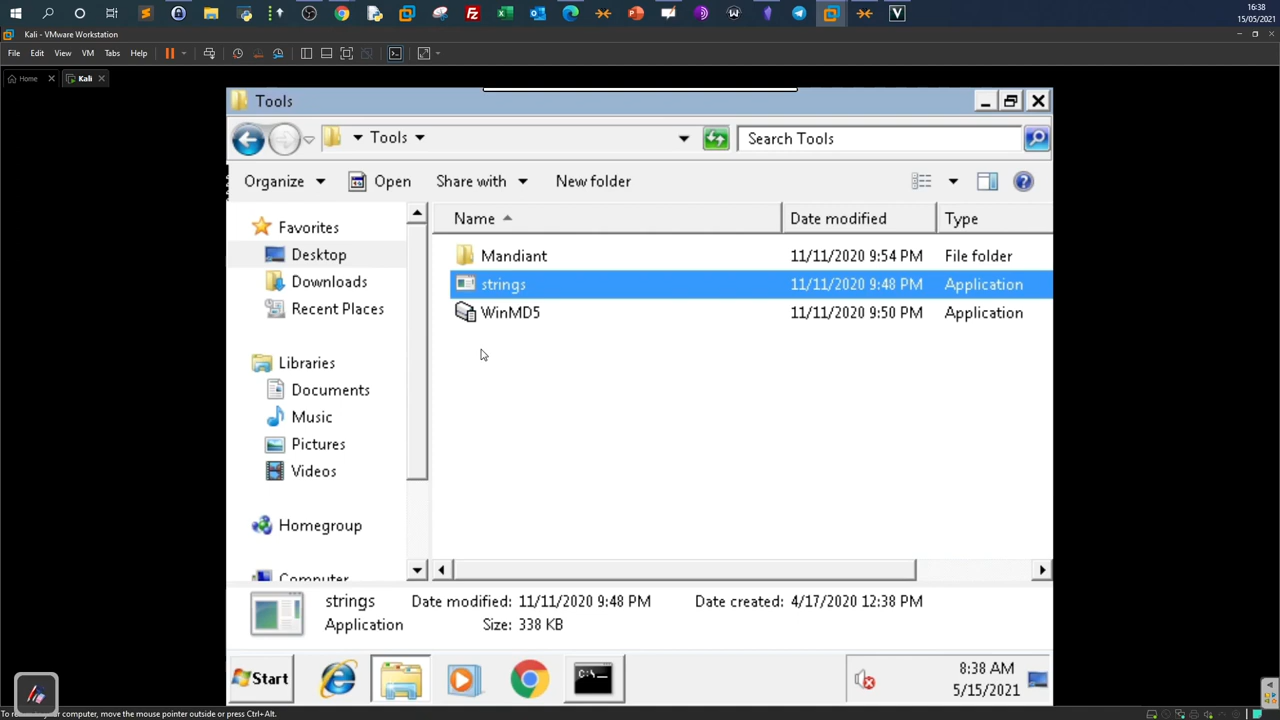 16:38
15/05/2021
Kali - VMware Workstation
File Edit View VM Tabs Help
Home Kali
Tools
Tools Search Tools
Organize Open Share with New folder
Name Date modified Type
Favorites
Desktop
Downloads
Recent Places
Libraries
Documents
Music
Pictures
Videos
Homegroup
Computer
Mandiant 11/11/2020 9:54 PM File folder
strings 11/11/2020 9:48 PM Application
WinMD5 11/11/2020 9:50 PM Application
strings Date modified: 11/11/2020 9:48 PM Date created: 4/17/2020 12:38 PM
Application Size: 338 KB
Start 8:38 AM
5/15/2021
your computer, move the mouse pointer outside or press Ctrl+Alt.